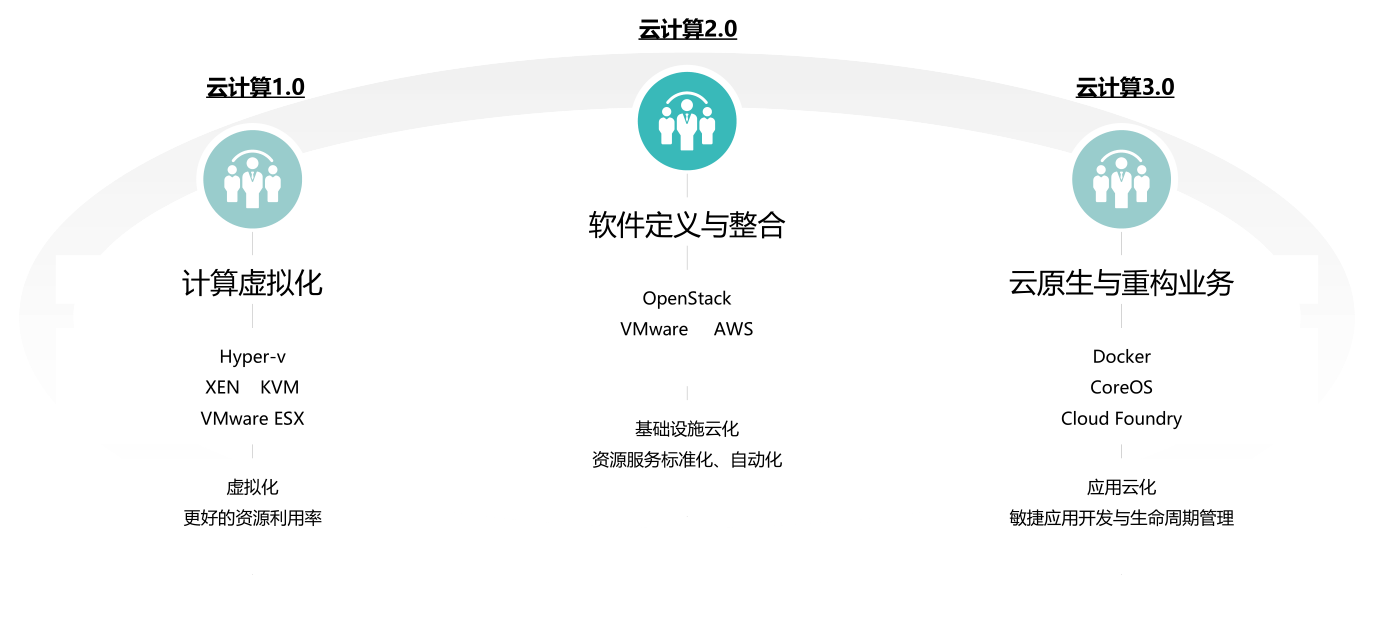 云计算1.0
计算虚拟化
Hyper-v
XEN KVM
VMware ESX
虚拟化
更好的资源利用率
云计算2.0
软件定义与整合
OpenStack
VMware AWS
基础设施云化
资源服务标准化、自动化
云计算3.0
云原生与重构业务
Docker
CoreOS
Cloud Foundry
应用云化
敏捷应用开发与生命周期管理